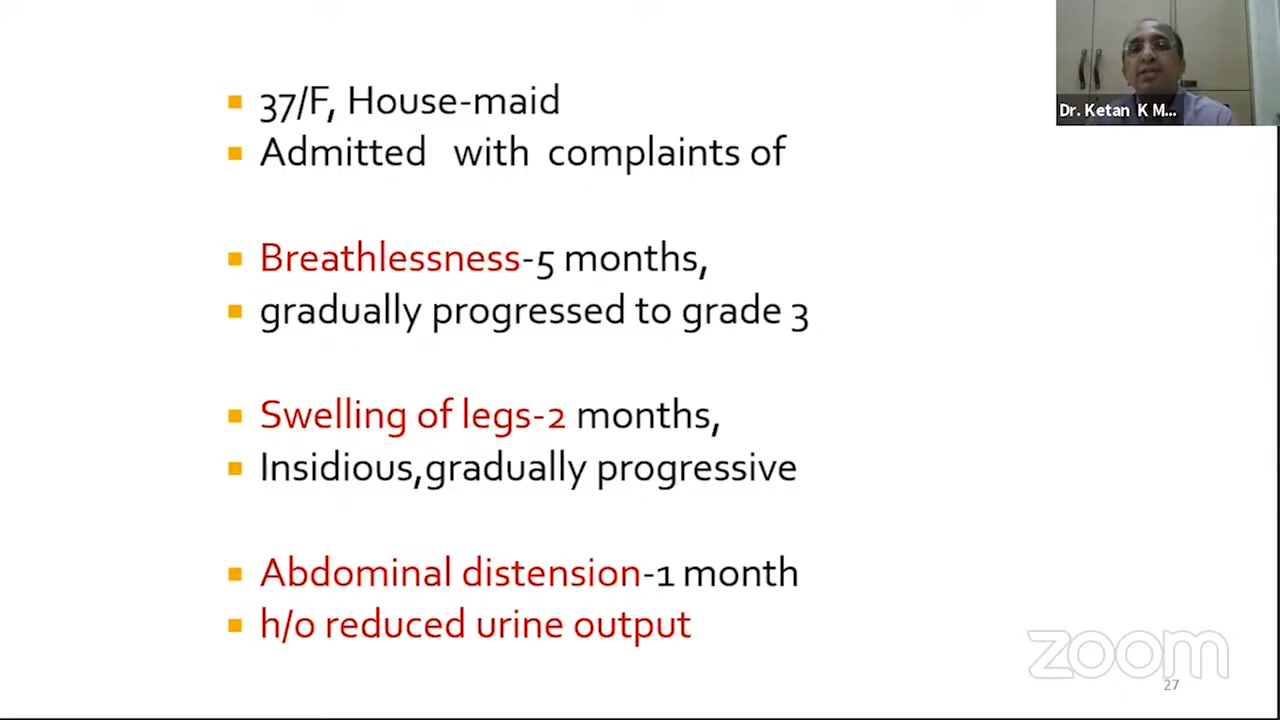 37/F, House-maid
Admitted with complaints of
Breathlessness-5 months,
gradually progressed to grade 3
Swelling of legs-2 months,
Insidious,gradually progressive
Abdominal distension-1 month
h/o reduced urine output
Dr. Ketan K M...
zoom
27